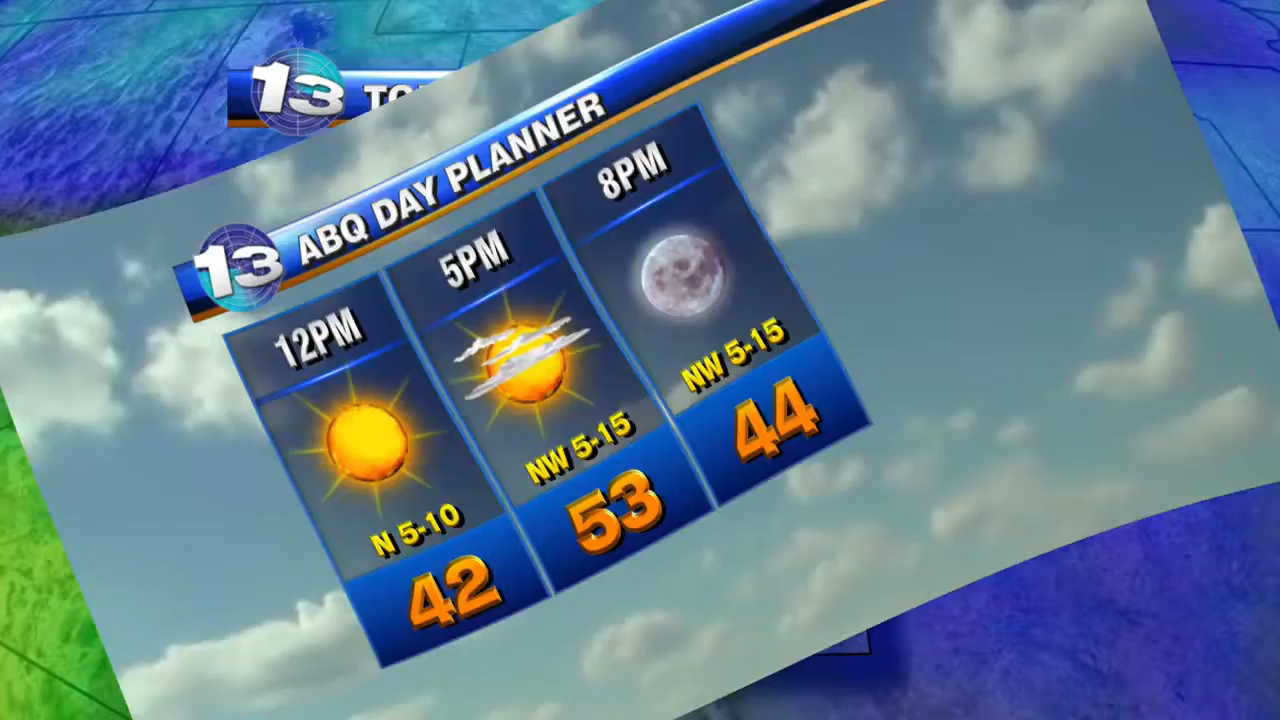 13
13 ABQ DAY PLANNER
12PM
N 5-10
42
5PM
NW 5-15
53
8PM
NW 5-15
44